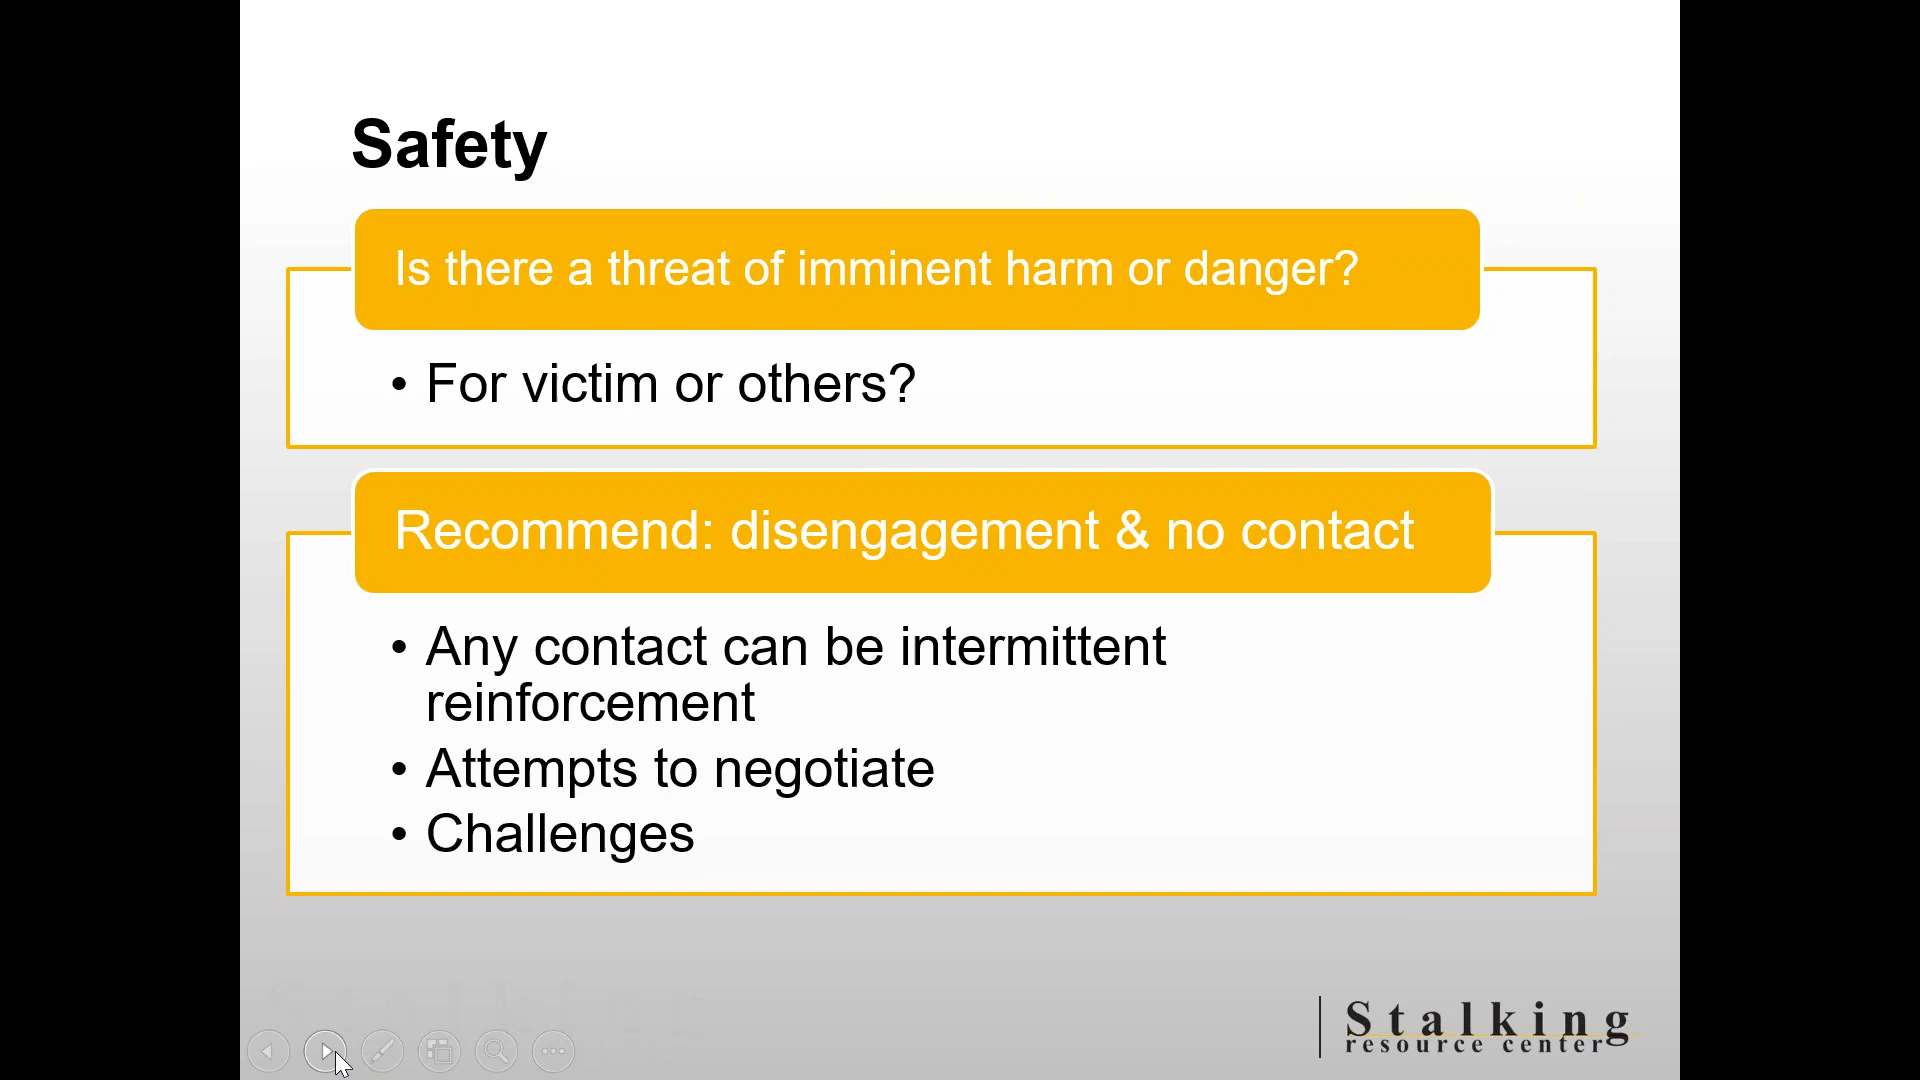 Safety
Is there a threat of imminent harm or danger?
• For victim or others?
Recommend: disengagement & no contact
• Any contact can be intermittent
reinforcement
• Attempts to negotiate
• Challenges
Stalking
resource center